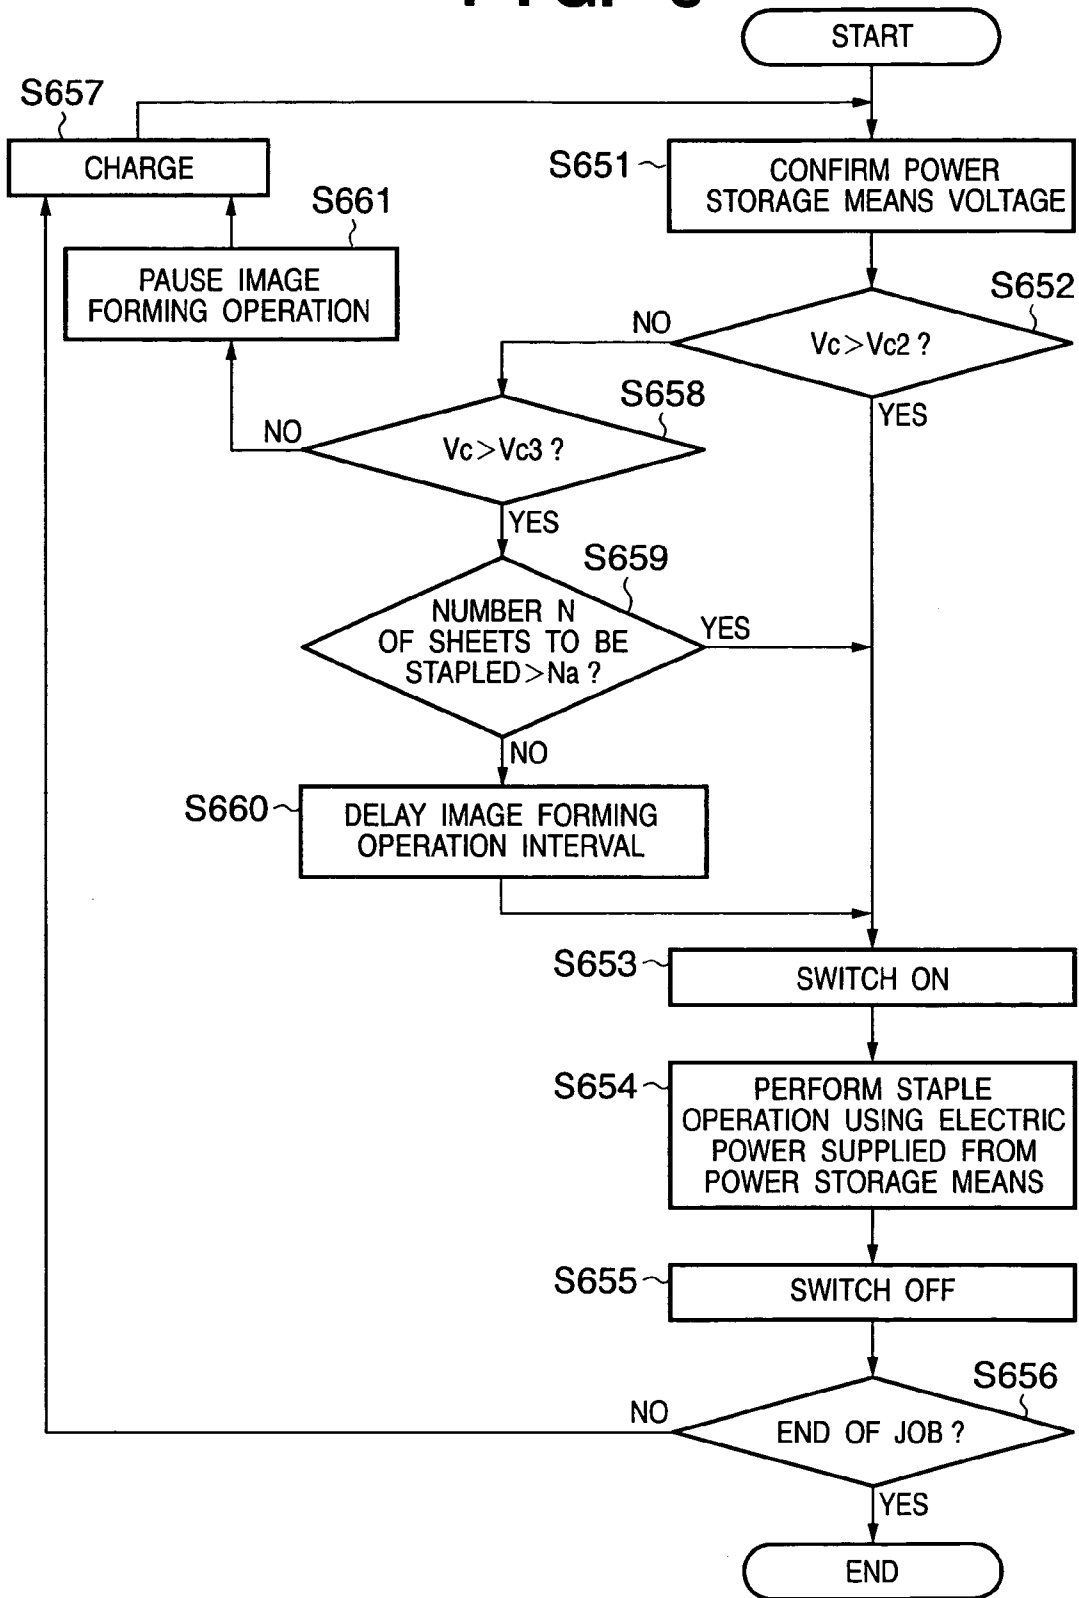 START
S657
CHARGE
S651
CONFIRM POWER
STORAGE MEANS VOLTAGE
S661
PAUSE IMAGE
FORMING OPERATION
S652
NO
Vc>Vc2 ?
YES
S658
NO
Vc>Vc3 ?
YES
S659
NUMBER N
OF SHEETS TO BE
STAPLED>Na ?
YES
NO
S660
DELAY IMAGE FORMING
OPERATION INTERVAL
S653
SWITCH ON
S654
PERFORM STAPLE
OPERATION USING ELECTRIC
POWER SUPPLIED FROM
POWER STORAGE MEANS
S655
SWITCH OFF
S656
NO
END OF JOB ?
YES
END